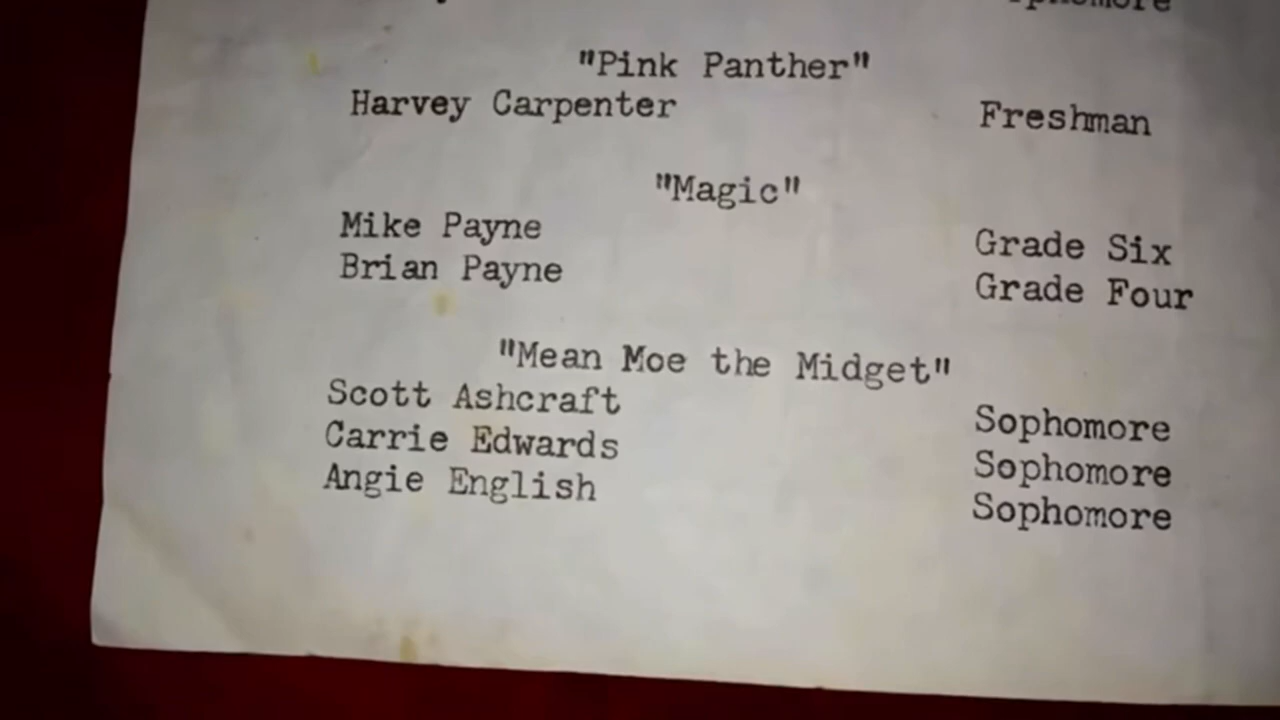 "Pink Panther"
Harvey Carpenter Freshman
"Magic"
Mike Payne Grade Six
Brian Payne Grade Four
"Mean Moe the Midget"
Scott Ashcraft Sophomore
Carrie Edwards Sophomore
Angie English Sophomore